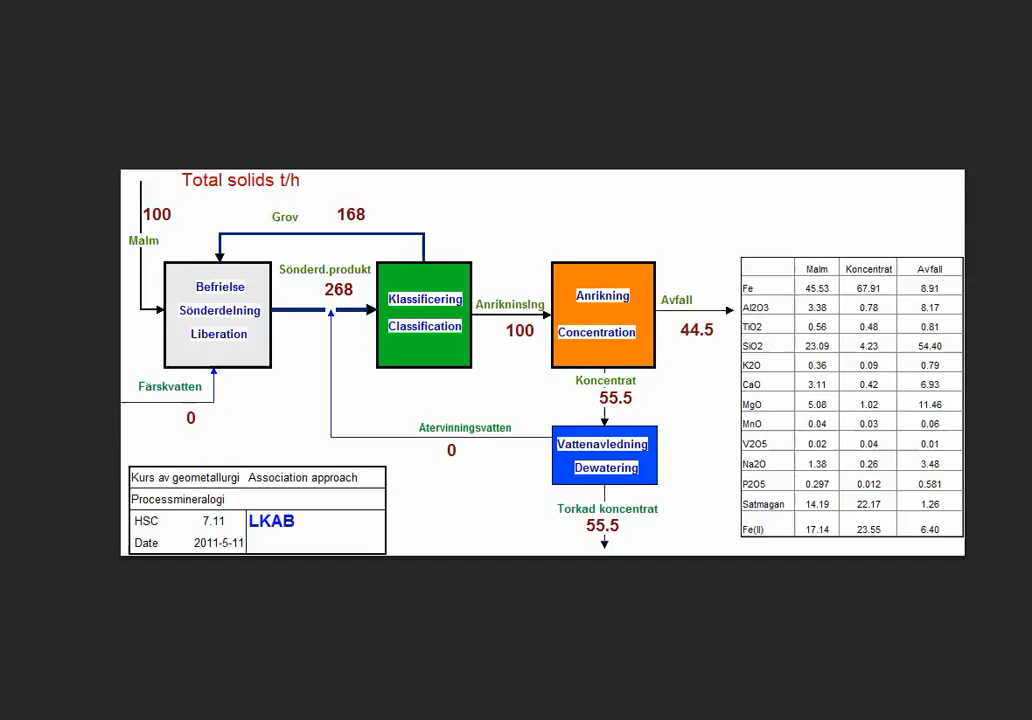 Total solids t/h
100
Malm
Grov 168
Sönderd.produkt
268
Befrielse
Sönderdelning
Liberation
Klassificering
Classification
Anrikninslng
100
Anrikning
Concentration
Avfall
44.5
Färskvatten
0
Koncentrat
55.5
Atervinningsvatten
0
Vattenavledning
Dewatering
Torkad koncentrat
55.5
Kurs av geometallurgi Association approach
Processmineralogi
HSC 7.11 LKAB
Date 2011-5-11
Malm Koncentrat Avfall
Fe 45.53 67.91 8.91
Al2O3 3.38 0.78 8.17
TiO2 0.56 0.48 0.81
SiO2 23.09 4.23 54.40
K2O 0.36 0.09 0.79
CaO 3.11 0.42 6.93
MgO 5.08 1.02 11.46
MnO 0.04 0.03 0.06
V2O5 0.02 0.04 0.01
Na2O 1.38 0.26 3.48
P2O5 0.297 0.012 0.581
Satmagan 14.19 22.17 1.26
Fe(II) 17.14 23.55 6.40